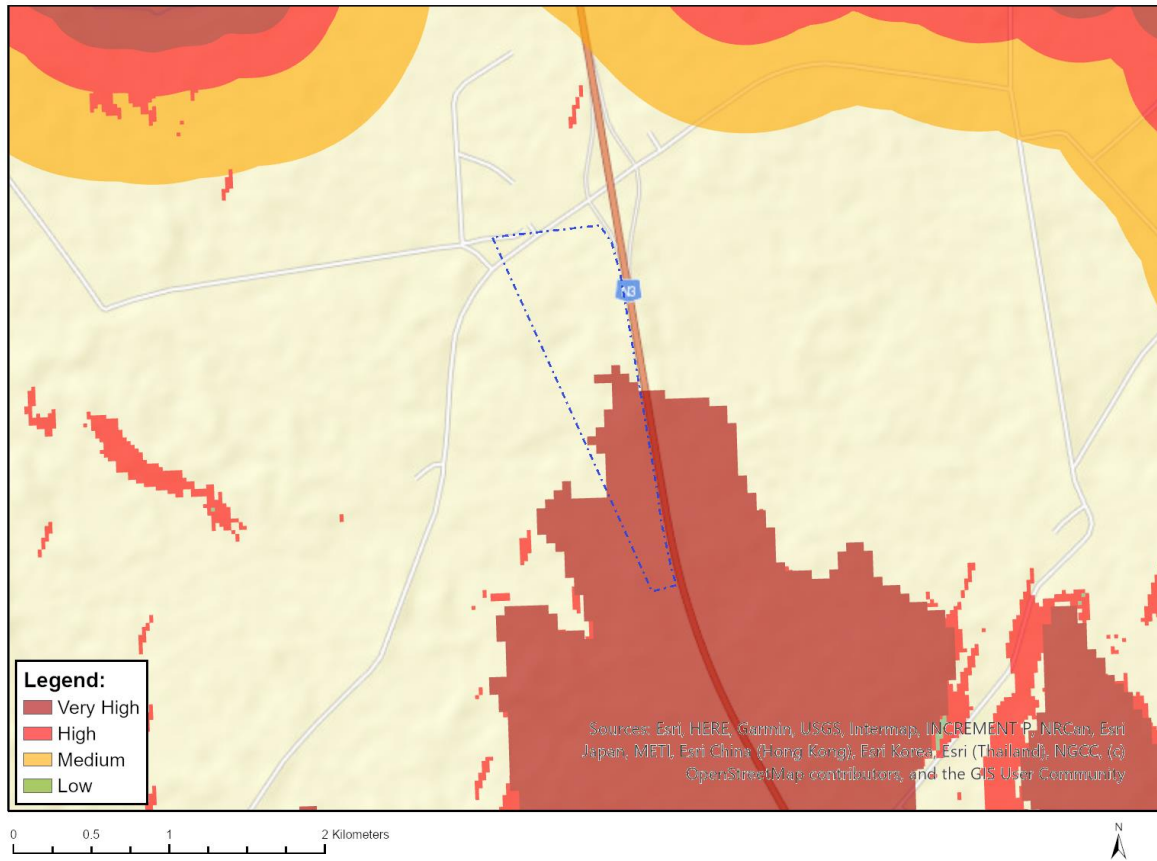 N3
Legend:
Very High
High
Medium
Low
Sources: Esri, HERE, Garmin, USGS, Intermap, INCREMENT P, NRCan, Esri
Japan, METI, Esri China (Hong Kong), Esri Korea, Esri (Thailand), NGCC, (c)
OpenStreetMap contributors, and the GIS User Community
0 0.5 1 2 Kilometers
N